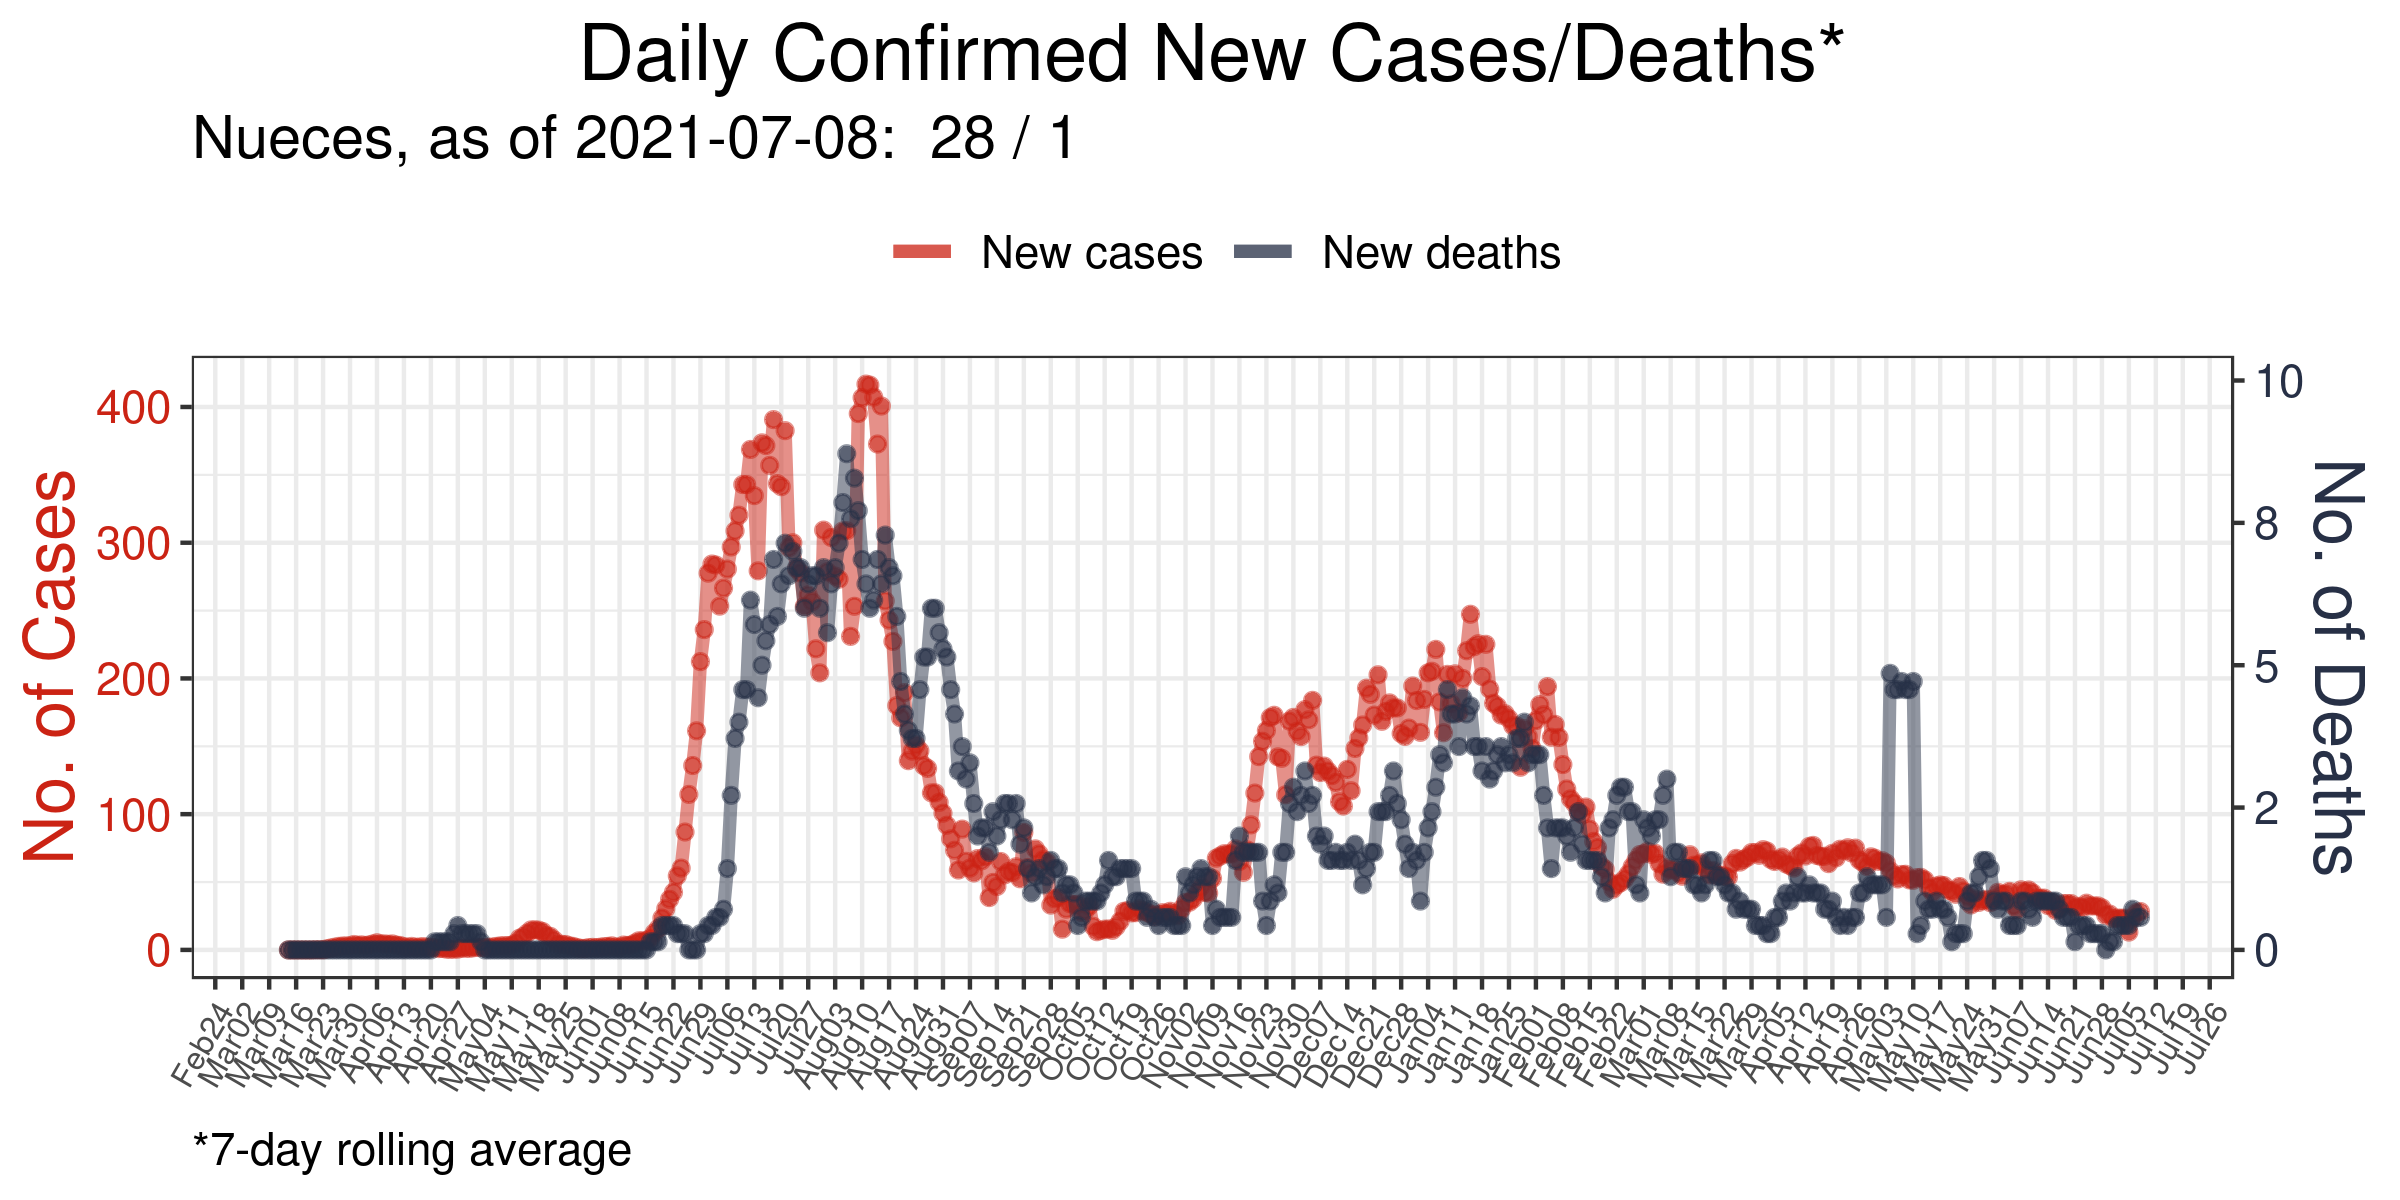 Daily Confirmed New Cases/Deaths*
Nueces, as of 2021-07-08:  28 / 1
New cases New deaths
No. of Cases
400
300
200
100
0
10
8
5
2
0
No. of Deaths
Feb24 Mar02 Mar09 Mar16 Mar23 Mar30 Apr06 Apr13 Apr20 Apr27 May04 May11 May18 May25 Jun01 Jun08 Jun15 Jun22 Jun29 Jul06 Jul13 Jul20 Jul27 Aug03 Aug10 Aug17 Aug24 Aug31 Sep07 Sep14 Sep21 Sep28 Oct05 Oct12 Oct19 Oct26 Nov02 Nov09 Nov16 Nov23 Nov30 Dec07 Dec14 Dec21 Dec28 Jan04 Jan11 Jan18 Jan25 Feb01 Feb08 Feb15 Feb22 Mar01 Mar08 Mar15 Mar22 Mar29 Apr05 Apr12 Apr19 Apr26 May03 May10 May17 May24 May31 Jun07 Jun14 Jun21 Jun28 Jul05 Jul12 Jul19 Jul26
*7-day rolling average